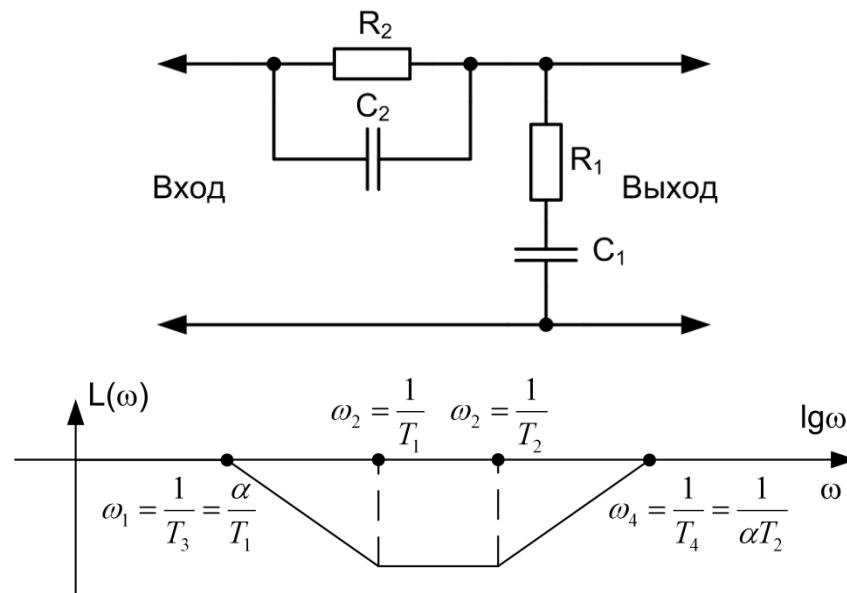 R₂
C₂
R₁
Вход
Выход
C₁
L(ω)
ω₂ = 1/T₁
ω₂ = 1/T₂
lgω
ω₁ = 1/T₃ = α/T₁
ω₄ = 1/T₄ = 1/αT₂
ω